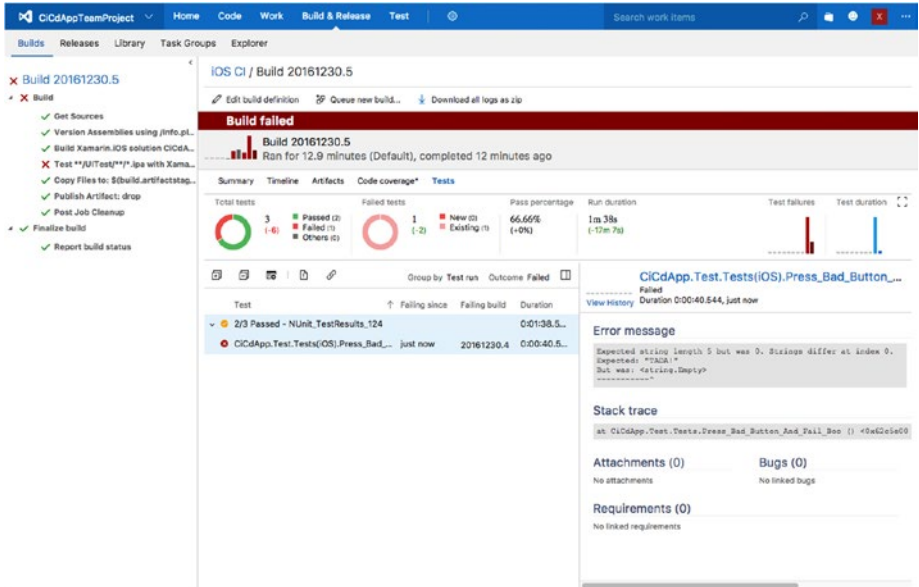 CiCdAppTeamProject
Home Code Work Build & Release Test
Search work items
X
Builds Releases Library Task Groups Explorer
Build 20161230.5
Build
Get Sources
Version Assemblies using /info.pl...
Build Xamarin.iOS solution CiCdA...
Test **/UITest/**/*.ipa with Xama...
Copy Files to: $(build.artifactstag...
Publish Artifact: drop
Post Job Cleanup
Finalize build
Report build status
iOS CI / Build 20161230.5
Edit build definition Queue new build... Download all logs as zip
Build failed
Build 20161230.5
Ran for 12.9 minutes (Default), completed 12 minutes ago
Summary Timeline Artifacts Code coverage* Tests
Total tests Failed tests Pass percentage Run duration Test failures Test duration
3 Passed (2) 1 New (0) 66.66% 1m 38s
(-6) Failed (1) (-2) Existing (1) (+0%) (-17m 7s)
Others (0)
Group by Test run Outcome Failed
Test Failing since Failing build Duration
2/3 Passed - NUnit_TestResults_124 0:01:38.5...
CiCdApp.Test.Tests(iOS).Press_Bad_... just now 20161230.4 0:00:40.5...
CiCdApp.Test.Tests(iOS).Press_Bad_Button_...
Failed
View History Duration 0:00:40.544, just now
Error message
Expected string length 5 but was 0. Strings differ at index 0.
Expected: "TADA!"
But was: <string.Empty>
-----------^
Stack trace
at CiCdApp.Test.Tests.Press_Bad_Button_And_Fail_Boo () <0x62c5e00
Attachments (0) Bugs (0)
No attachments No linked bugs
Requirements (0)
No linked requirements